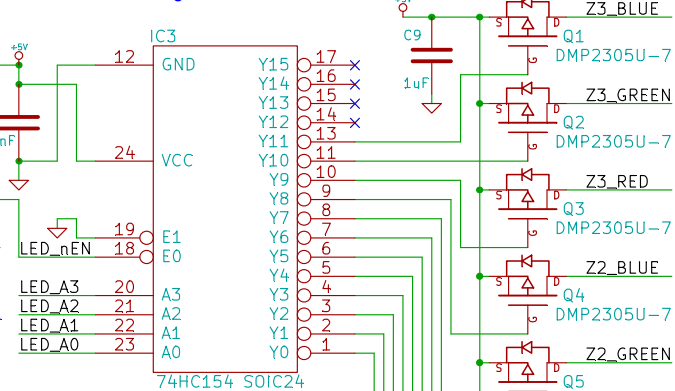 +5V
+5V
nF
IC3
12 GND
24 VCC
19 E1
LED_nEN 18 E0
LED_A3 20 A3
LED_A2 21 A2
LED_A1 22 A1
LED_A0 23 A0
Y15 17
Y14 16
Y13 15
Y12 14
Y11 13
Y10 11
Y9 10
Y8 9
Y7 8
Y6 7
Y5 6
Y4 5
Y3 4
Y2 3
Y1 2
Y0 1
74HC154 SOIC24
C9
1uF
S D Z3_BLUE
Q1
G DMP2305U-7
S D Z3_GREEN
Q2
G DMP2305U-7
S D Z3_RED
Q3
G DMP2305U-7
S D Z2_BLUE
Q4
G DMP2305U-7
S D Z2_GREEN
Q5